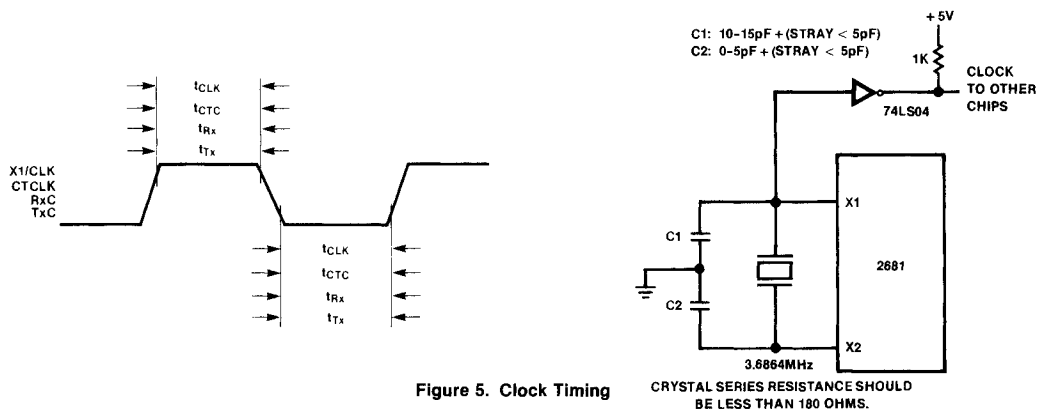 C1: 10-15pF + (STRAY < 5pF)
C2: 0-5pF + (STRAY < 5pF)
+ 5V
1K
CLOCK
TO OTHER
CHIPS
74LS04
tCLK
tCTC
tRx
tTx
X1/CLK
CTCLK
RxC
TxC
tCLK
tCTC
tRx
tTx
X1
C1
2681
C2
X2
3.6864MHz
Figure 5. Clock Timing
CRYSTAL SERIES RESISTANCE SHOULD
BE LESS THAN 180 OHMS.